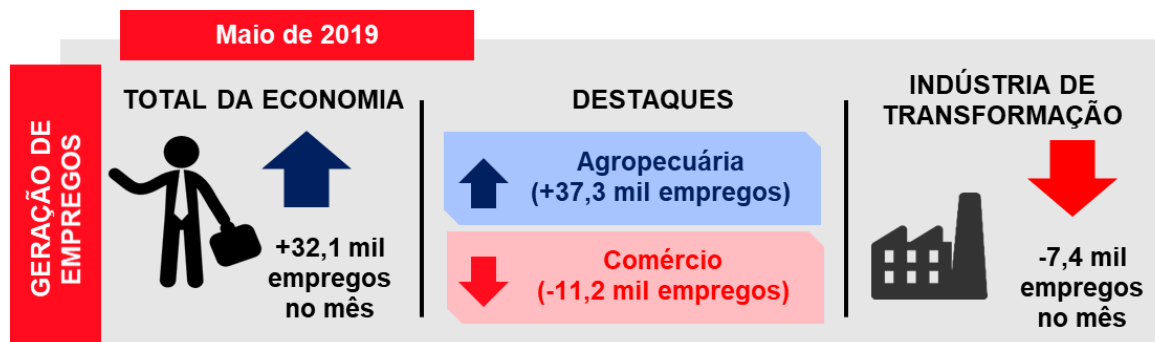 Maio de 2019
GERAÇÃO DE
EMPREGOS
TOTAL DA ECONOMIA
+32,1 mil
empregos
no mês
DESTAQUES
Agropecuária
(+37,3 mil empregos)
Comércio
(-11,2 mil empregos)
INDÚSTRIA DE
TRANSFORMAÇÃO
-7,4 mil
empregos
no mês